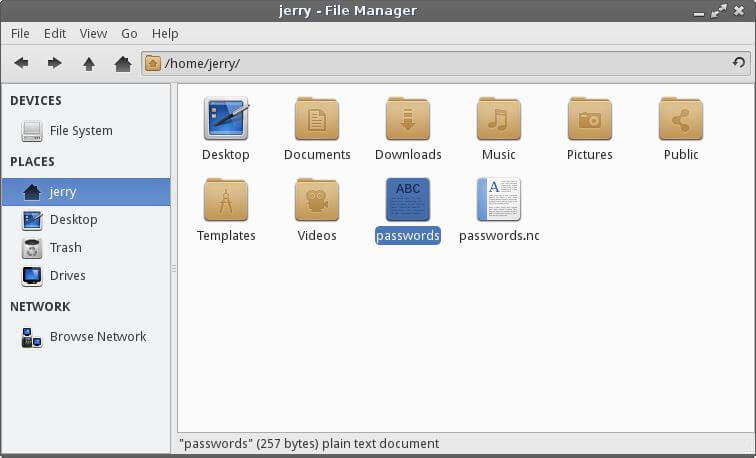 jerry - File Manager
File Edit View Go Help
/home/jerry/
DEVICES
File System
PLACES
jerry
Desktop
Trash
Drives
NETWORK
Browse Network
Desktop Documents Downloads Music Pictures Public
ABC A
Templates Videos passwords passwords.nc
"passwords" (257 bytes) plain text document